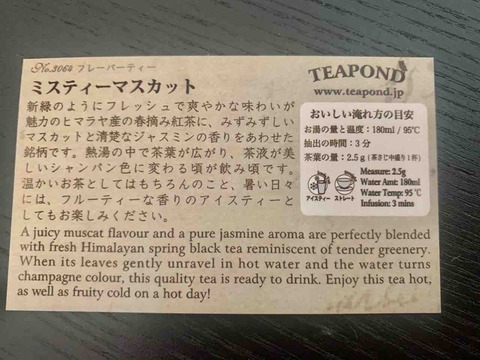 No.3064 フレーバーティー
ミスティーマスカット
新緑のようにフレッシュで爽やかな味わいが
魅力のヒマラヤ産の春摘み紅茶に、みずみずしい
マスカットと清楚なジャスミンの香りをあわせた
銘柄です。熱湯の中で茶葉が広がり、茶液が美
しいシャンパン色に変わる頃が飲み頃です。
温かいお茶としてはもちろんのこと、暑い日々
には、フルーティーな香りのアイスティーと
してもお楽しみください。
TEAPOND
www.teapond.jp
おいしい淹れ方の目安
お湯の量と温度：180ml / 95℃
抽出の時間：3分
茶葉の量：2.5g (茶さじ中盛り1杯)
Measure: 2.5g
Water Amt: 180ml
Water Temp: 95 ℃
Infusion: 3 mins
アイスティー ストレート
A juicy muscat flavour and a pure jasmine aroma are perfectly blended
with fresh Himalayan spring black tea reminiscent of tender greenery.
When its leaves gently unravel in hot water and the water turns
champagne colour, this quality tea is ready to drink. Enjoy this tea hot,
as well as fruity cold on a hot day!